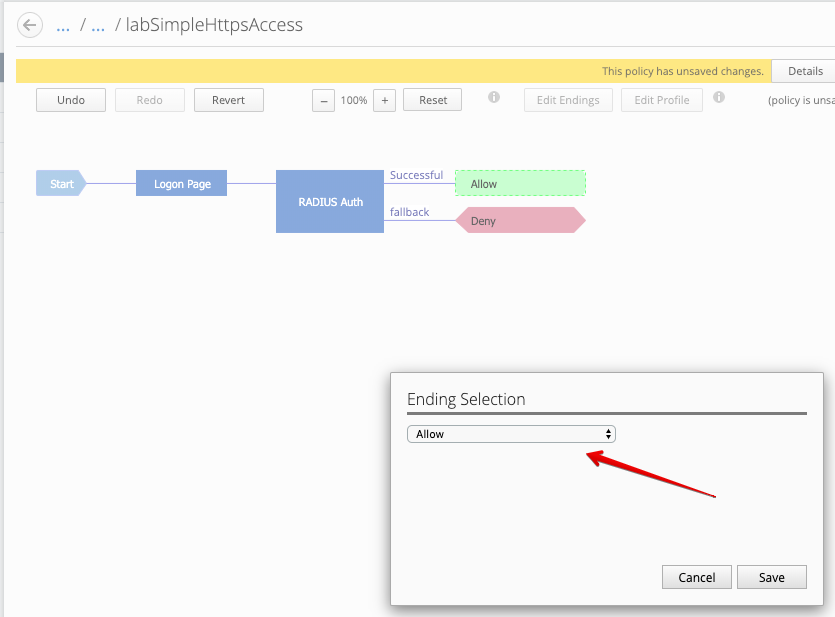 ... / ... / labSimpleHttpsAccess
This policy has unsaved changes. Details
Undo Redo Revert – 100% + Reset Edit Endings Edit Profile (policy is unsa
Start Logon Page RADIUS Auth Successful Allow
fallback Deny
Ending Selection
Allow
Cancel Save